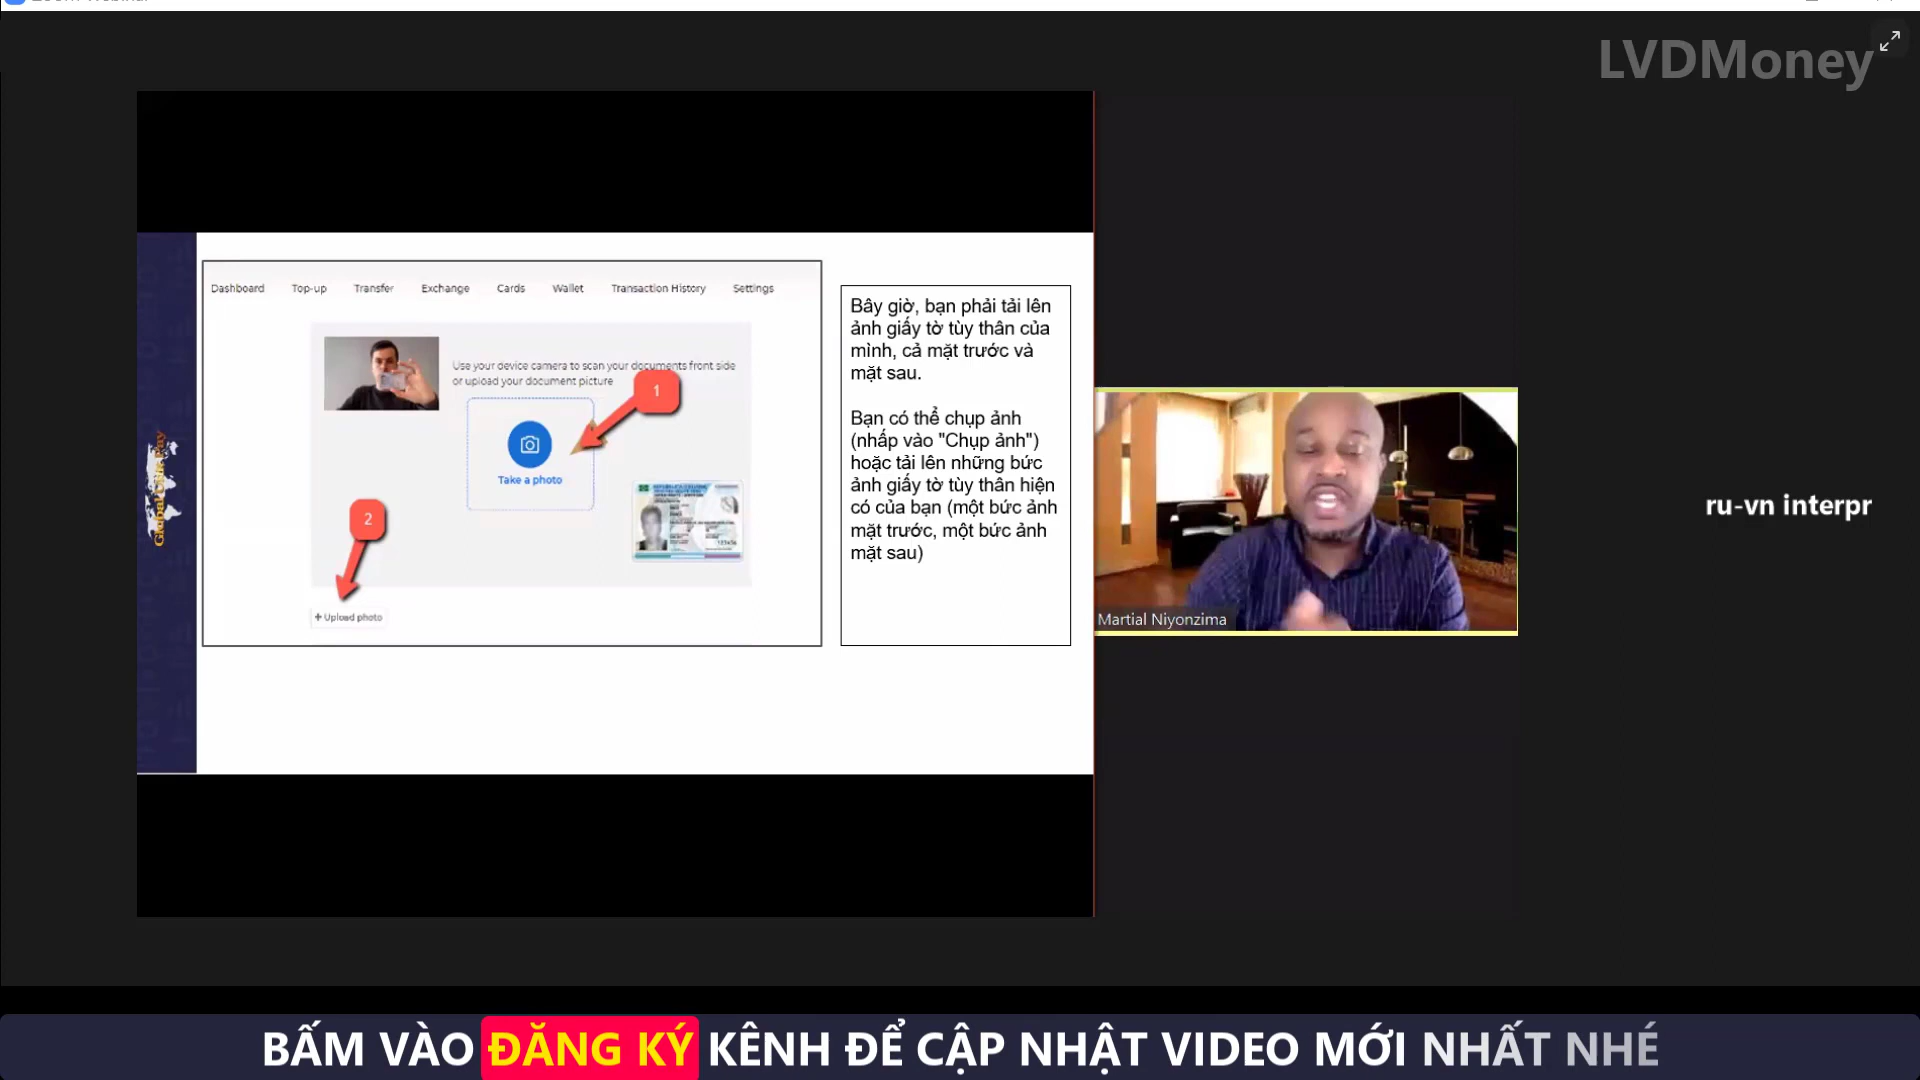 LVDMoney
Dashboard Top-up Transfer Exchange Cards Wallet Transaction History Settings
Use your device camera to scan your documents front side
or upload your document picture
1
Take a photo
2
+ Upload photo
Bây giờ, bạn phải tải lên
ảnh giấy tờ tùy thân của
mình, cả mặt trước và
mặt sau.
Bạn có thể chụp ảnh
(nhấp vào "Chụp ảnh")
hoặc tải lên những bức
ảnh giấy tờ tùy thân hiện
có của bạn (một bức ảnh
mặt trước, một bức ảnh
mặt sau)
Martial Niyonzima
ru-vn interpr
BẤM VÀO ĐĂNG KÝ KÊNH ĐỂ CẬP NHẬT VIDEO MỚI NHẤT NHÉ